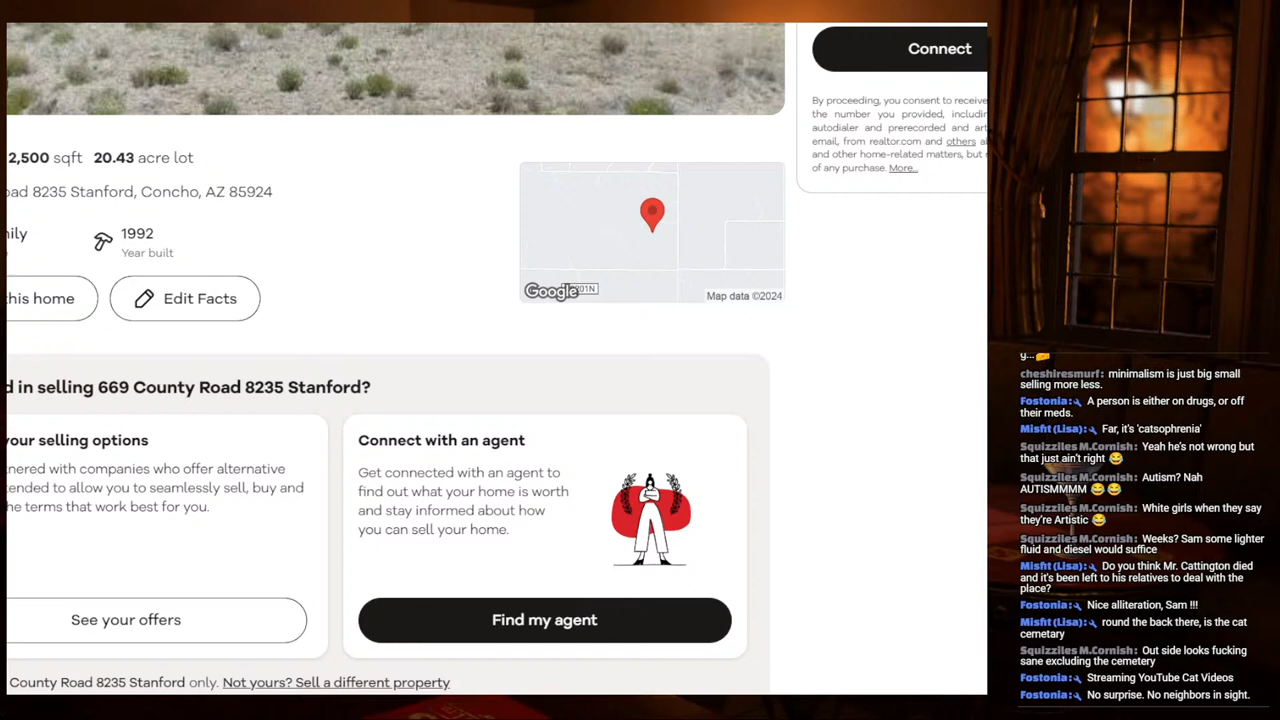 Connect
By proceeding, you consent to receive
the number you provided, includin
autodialer and prerecorded and art
email, from realtor.com and others a
and other home-related matters, but
of any purchase. More...
2,500 sqft 20.43 acre lot
oad 8235 Stanford, Concho, AZ 85924
nily
1992
Year built
this home
Edit Facts
Google
201N
Map data ©2024
d in selling 669 County Road 8235 Stanford?
your selling options
nered with companies who offer alternative
tended to allow you to seamlessly sell, buy and
he terms that work best for you.
See your offers
Connect with an agent
Get connected with an agent to
find out what your home is worth
and stay informed about how
you can sell your home.
Find my agent
County Road 8235 Stanford only. Not yours? Sell a different property
y...🧀
cheshiresmurf: minimalism is just big small
selling more less.
Fostonia: A person is either on drugs, or off
their meds.
Misfit (Lisa): Far, it's 'catsophrenia'
Squizziles M.Cornish: Yeah he's not wrong but
that just ain't right 😂
Squizziles M.Cornish: Autism? Nah
AUTISMMMM 😂😂
Squizziles M.Cornish: White girls when they say
they're Artistic 😂
Squizziles M.Cornish: Weeks? Sam some lighter
fluid and diesel would suffice
Misfit (Lisa): Do you think Mr. Cattington died
and it's been left to his relatives to deal with the
place?
Fostonia: Nice alliteration, Sam !!!
Misfit (Lisa): round the back there, is the cat
cemetary
Squizziles M.Cornish: Out side looks fucking
sane excluding the cemetery
Fostonia: Streaming YouTube Cat Videos
Fostonia: No surprise. No neighbors in sight.